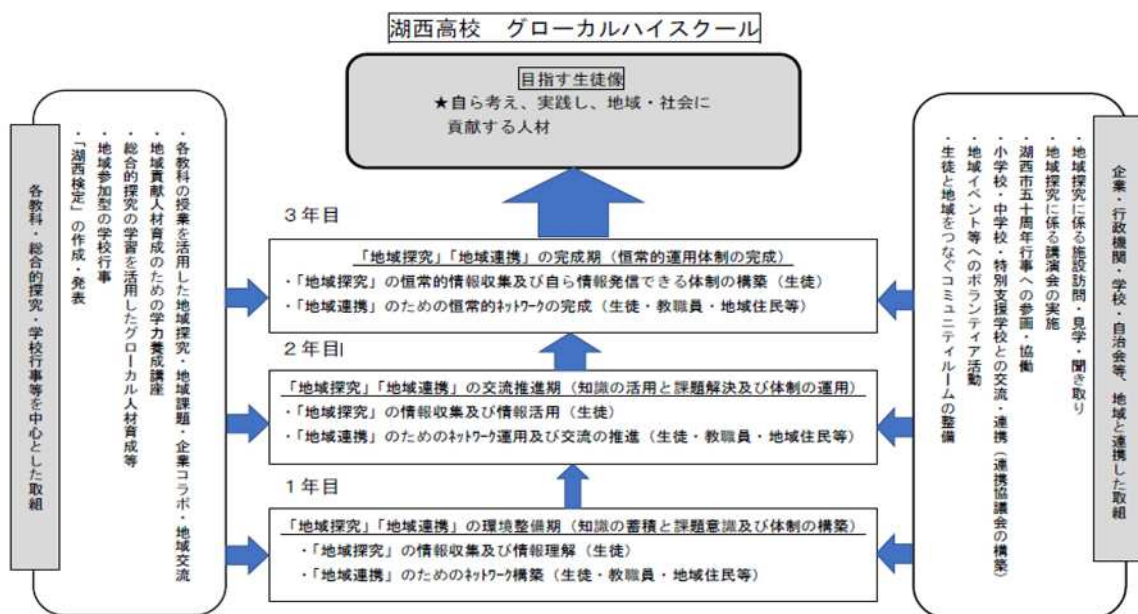 湖西高校　グローカルハイスクール
目指す生徒像
★自ら考え、実践し、地域・社会に
貢献する人材
各教科・総合的探究・学校行事等を中心とした取組
・各教科の授業を活用した地域探究・地域課題・企業コラボ・地域交流
・地域貢献人材育成のための学力養成講座
・総合的探究の学習を活用したグローカル人材育成等
・地域参加型の学校行事
・「湖西検定」の作成・発表
3年目
「地域探究」「地域連携」の完成期（恒常的運用体制の完成）
・「地域探究」の恒常的情報収集及び自ら情報発信できる体制の構築（生徒）
・「地域連携」のための恒常的ネットワークの完成（生徒・教職員・地域住民等）
2年目
「地域探究」「地域連携」の交流推進期（知識の活用と課題解決及び体制の運用）
・「地域探究」の情報収集及び情報活用（生徒）
・「地域連携」のためのネットワーク運用及び交流の推進（生徒・教職員・地域住民等）
1年目
「地域探究」「地域連携」の環境整備期（知識の蓄積と課題意識及び体制の構築）
・「地域探究」の情報収集及び情報理解（生徒）
・「地域連携」のためのネットワーク構築（生徒・教職員・地域住民等）
企業・行政機関・学校・自治会等、地域と連携した取組
・地域探究に係る施設訪問・見学・聞き取り
・地域探究に係る講演会の実施
・湖西市五十周年行事への参画・協働
・小学校・中学校・特別支援学校との交流・連携（連携協議会の構築）
・地域イベント等へのボランティア活動
・生徒と地域をつなぐコミュニティルームの整備